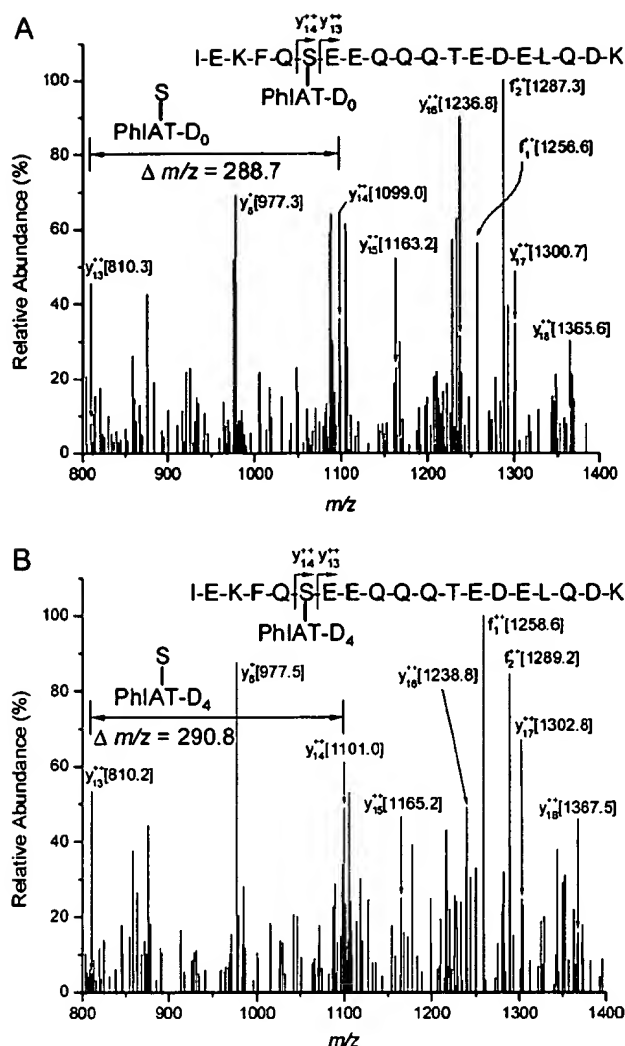 A
y₁₄⁺⁺ y₁₃⁺⁺
I-E-K-F-Q-S-E-E-Q-Q-Q-T-E-D-E-L-Q-D-K
PhIAT-D₀
S
PhIAT-D₀
Δ m/z = 288.7
y₁₃⁺⁺[810.3]
y₈⁺[977.3]
y₁₄⁺⁺[1099.0]
y₁₅⁺⁺[1163.2]
y₁₆⁺⁺[1236.8]
f₂⁺⁺[1287.3]
f₁⁺⁺[1256.6]
y₁₇⁺⁺[1300.7]
y₁₈⁺⁺[1365.6]
Relative Abundance (%)
100
80
60
40
20
0
800 900 1000 1100 1200 1300 1400
m/z
B
y₁₄⁺⁺ y₁₃⁺⁺
I-E-K-F-Q-S-E-E-Q-Q-Q-T-E-D-E-L-Q-D-K
PhIAT-D₄
S
PhIAT-D₄
Δ m/z = 290.8
y₁₃⁺⁺[810.2]
y₈⁺[977.5]
y₁₄⁺⁺[1101.0]
y₁₅⁺⁺[1165.2]
y₁₆⁺⁺[1238.8]
f₁⁺⁺[1258.6]
f₂⁺⁺[1289.2]
y₁₇⁺⁺[1302.8]
y₁₈⁺⁺[1367.5]
Relative Abundance (%)
100
80
60
40
20
0
800 900 1000 1100 1200 1300 1400
m/z